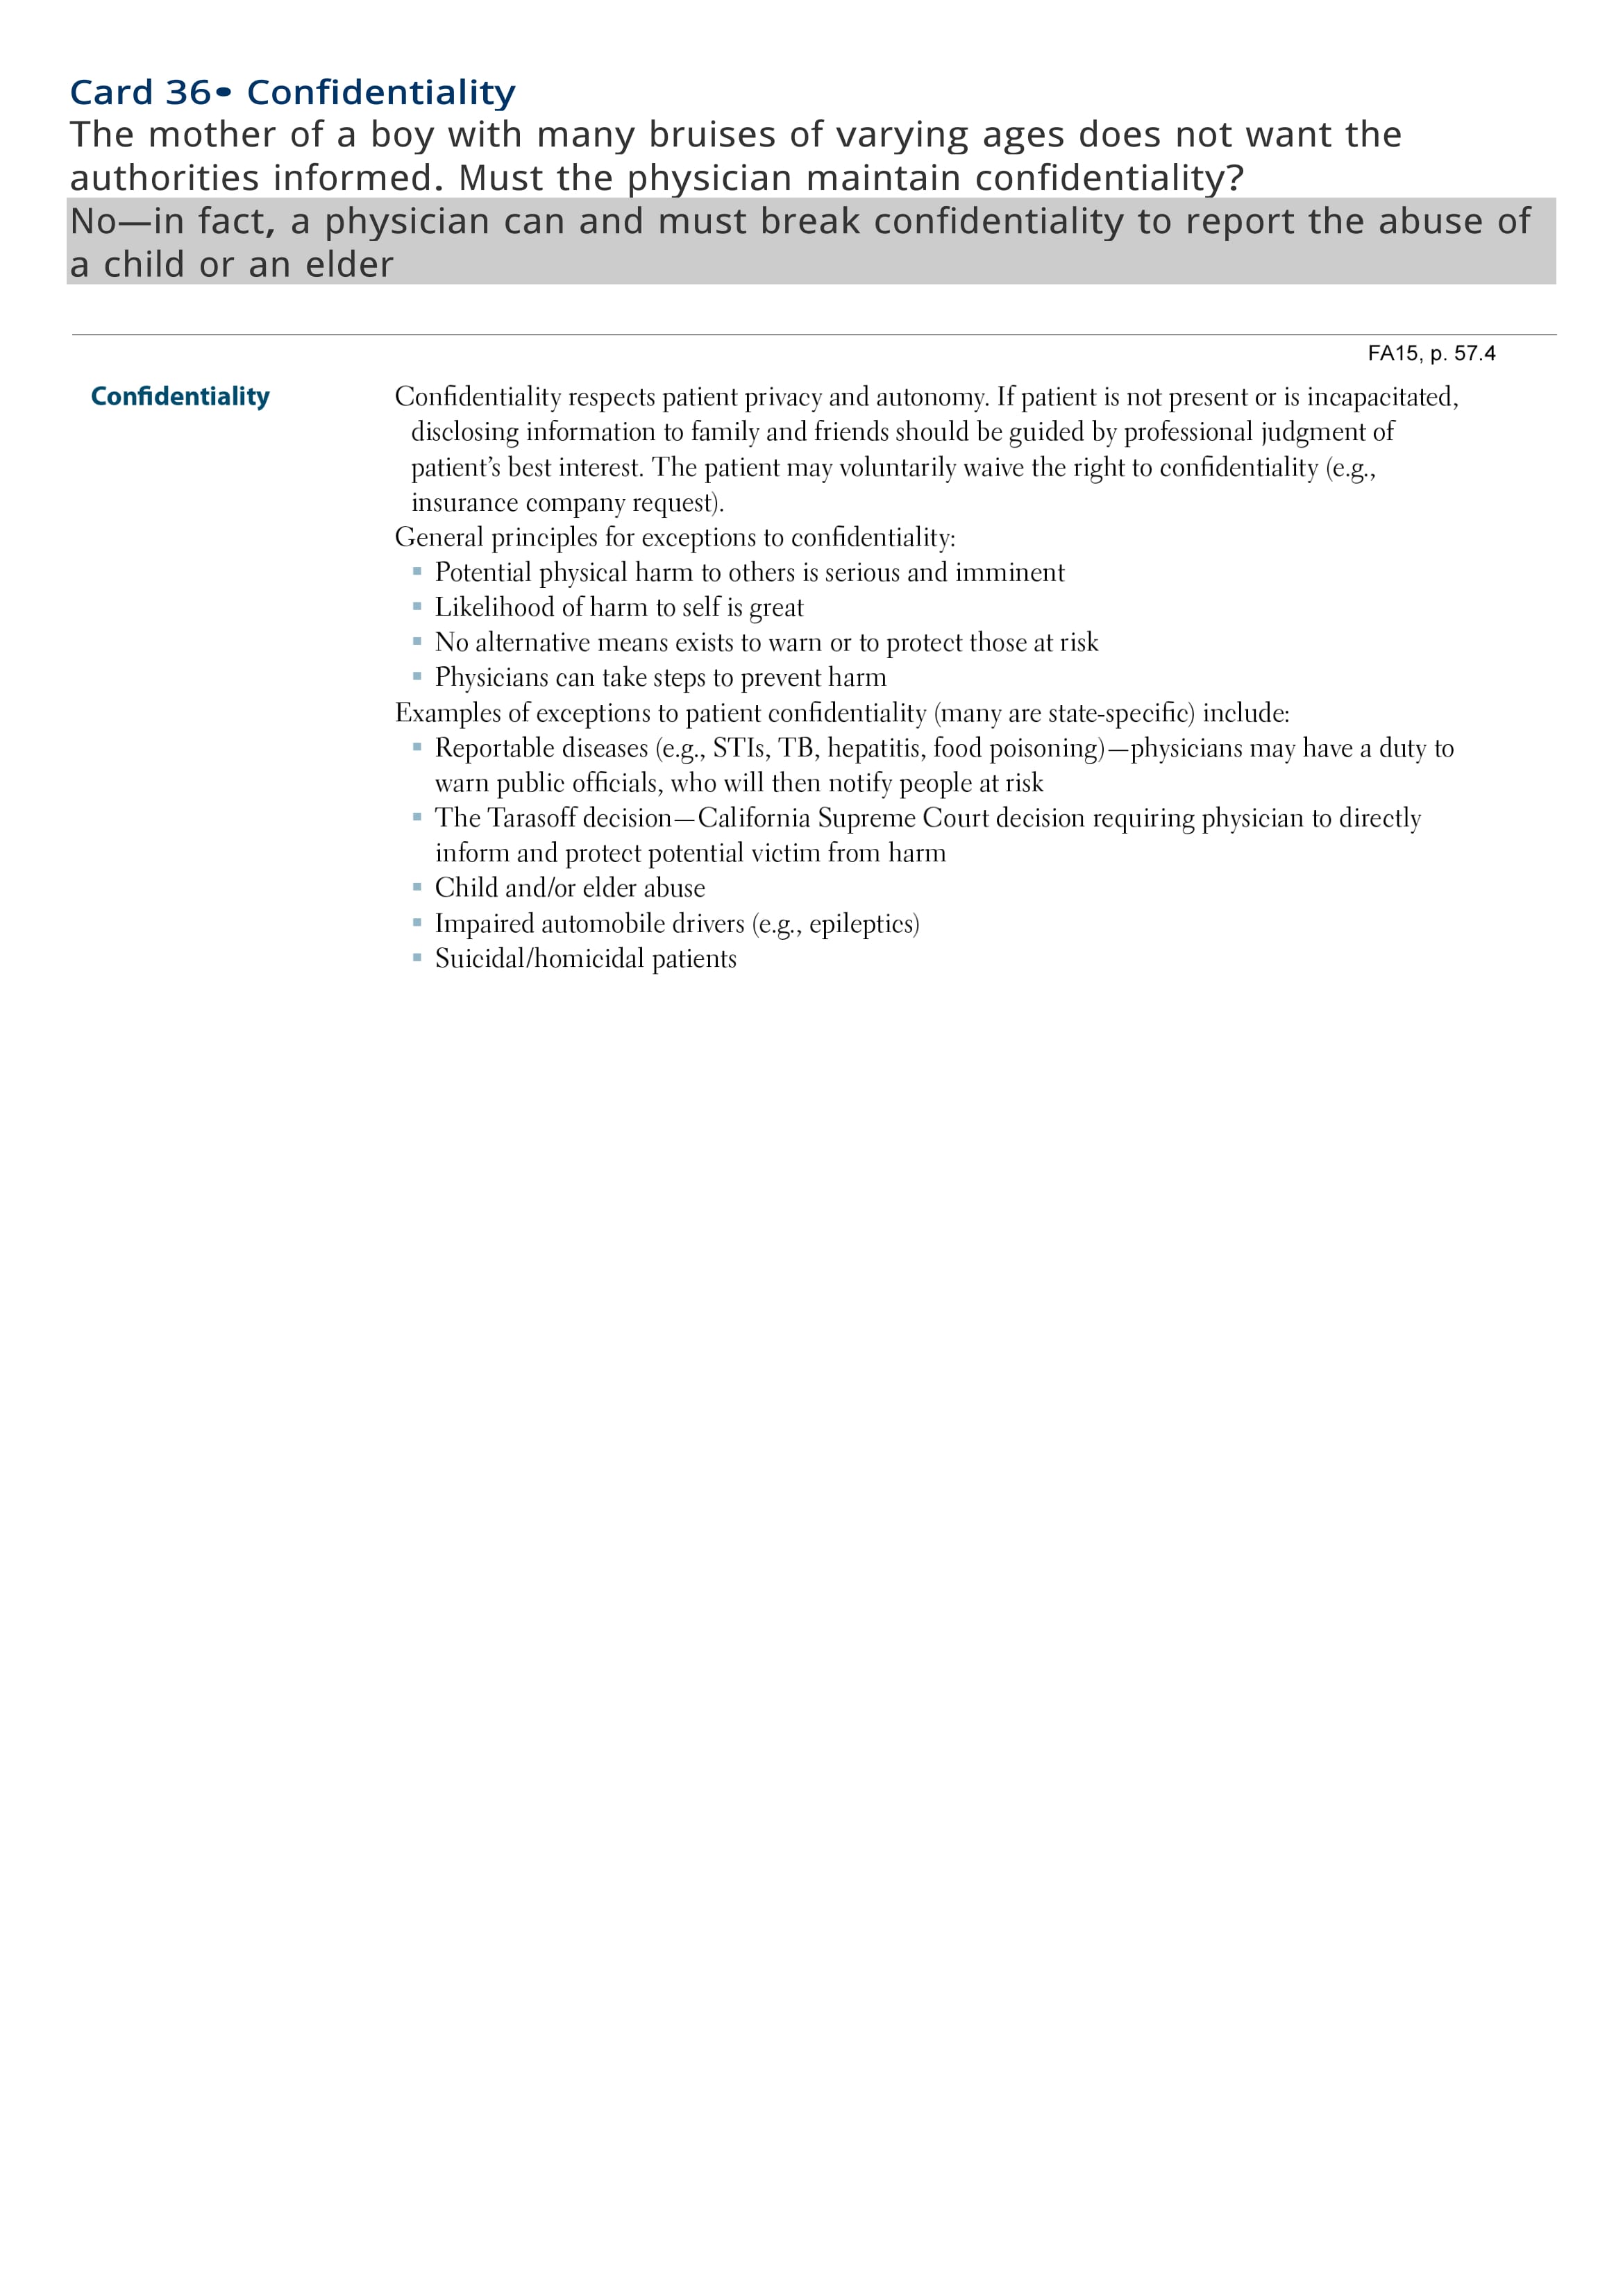 Card 36• Confidentiality
The mother of a boy with many bruises of varying ages does not want the
authorities informed. Must the physician maintain confidentiality?
No—in fact, a physician can and must break confidentiality to report the abuse of
a child or an elder
FA15, p. 57.4
Confidentiality
Confidentiality respects patient privacy and autonomy. If patient is not present or is incapacitated,
disclosing information to family and friends should be guided by professional judgment of
patient’s best interest. The patient may voluntarily waive the right to confidentiality (e.g.,
insurance company request).
General principles for exceptions to confidentiality:
▪ Potential physical harm to others is serious and imminent
▪ Likelihood of harm to self is great
▪ No alternative means exists to warn or to protect those at risk
▪ Physicians can take steps to prevent harm
Examples of exceptions to patient confidentiality (many are state-specific) include:
▪ Reportable diseases (e.g., STIs, TB, hepatitis, food poisoning)—physicians may have a duty to
warn public officials, who will then notify people at risk
▪ The Tarasoff decision—California Supreme Court decision requiring physician to directly
inform and protect potential victim from harm
▪ Child and/or elder abuse
▪ Impaired automobile drivers (e.g., epileptics)
▪ Suicidal/homicidal patients